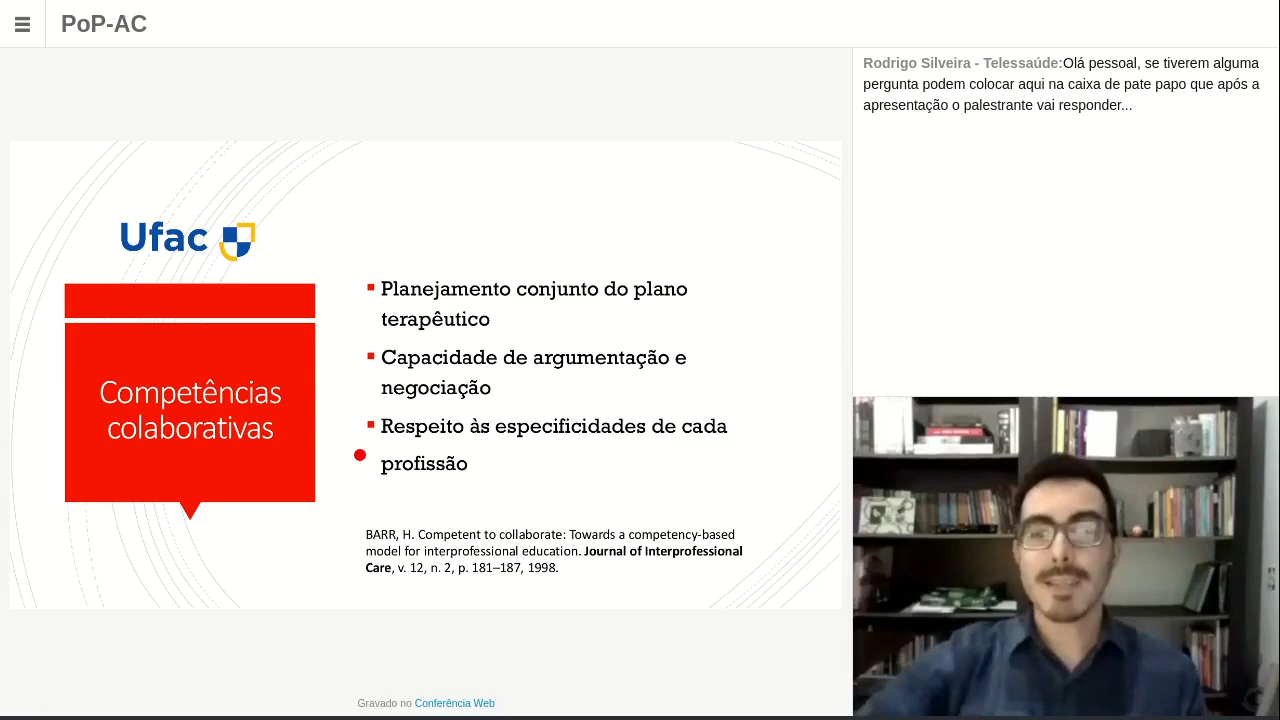 PoP-AC
Rodrigo Silveira - Telessaúde:Olá pessoal, se tiverem alguma
pergunta podem colocar aqui na caixa de pate papo que após a
apresentação o palestrante vai responder...
Ufac
Competências
colaborativas
Planejamento conjunto do plano
terapêutico
Capacidade de argumentação e
negociação
Respeito às especificidades de cada
profissão
BARR, H. Competent to collaborate: Towards a competency-based
model for interprofessional education. Journal of Interprofessional
Care, v. 12, n. 2, p. 181–187, 1998.
Gravado no Conferência Web